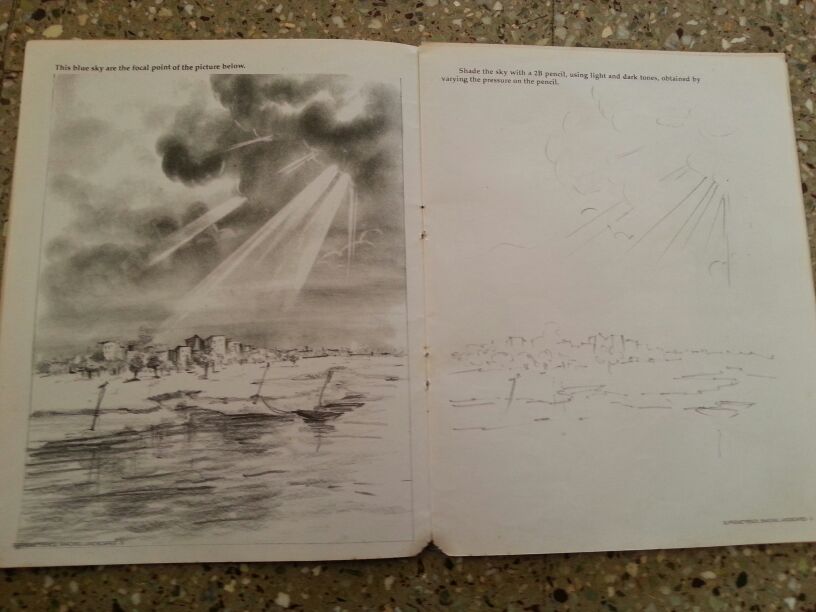 This blue sky are the focal point of the picture below.
Shade the sky with a 2B pencil, using light and dark tones, obtained by
varying the pressure on the pencil.